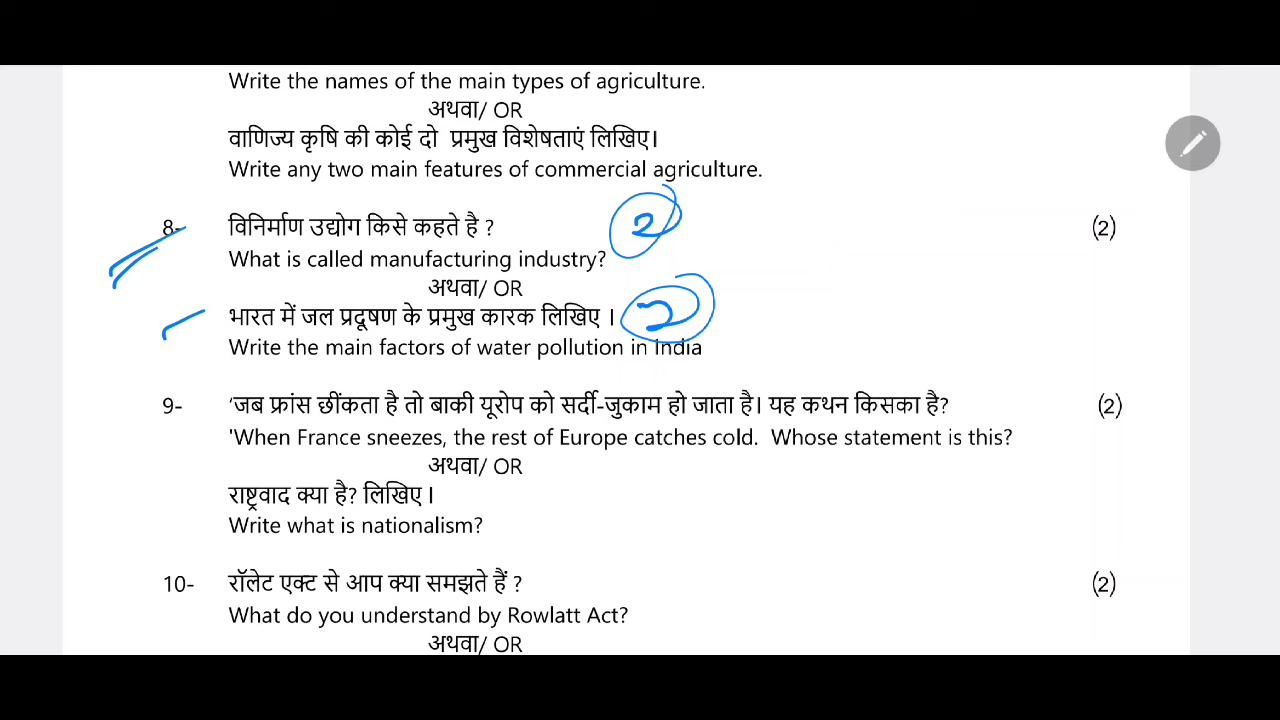 Write the names of the main types of agriculture.
अथवा/ OR
वाणिज्य कृषि की कोई दो प्रमुख विशेषताएं लिखिए।
Write any two main features of commercial agriculture.
8- विनिर्माण उद्योग किसे कहते है ? 2 (2)
What is called manufacturing industry?
अथवा/ OR
भारत में जल प्रदूषण के प्रमुख कारक लिखिए । 2
Write the main factors of water pollution in India
9- 'जब फ्रांस छींकता है तो बाकी यूरोप को सर्दी-जुकाम हो जाता है। यह कथन किसका है? (2)
'When France sneezes, the rest of Europe catches cold. Whose statement is this?
अथवा/ OR
राष्ट्रवाद क्या है? लिखिए ।
Write what is nationalism?
10- रॉलेट एक्ट से आप क्या समझते हैं ? (2)
What do you understand by Rowlatt Act?
अथवा/ OR